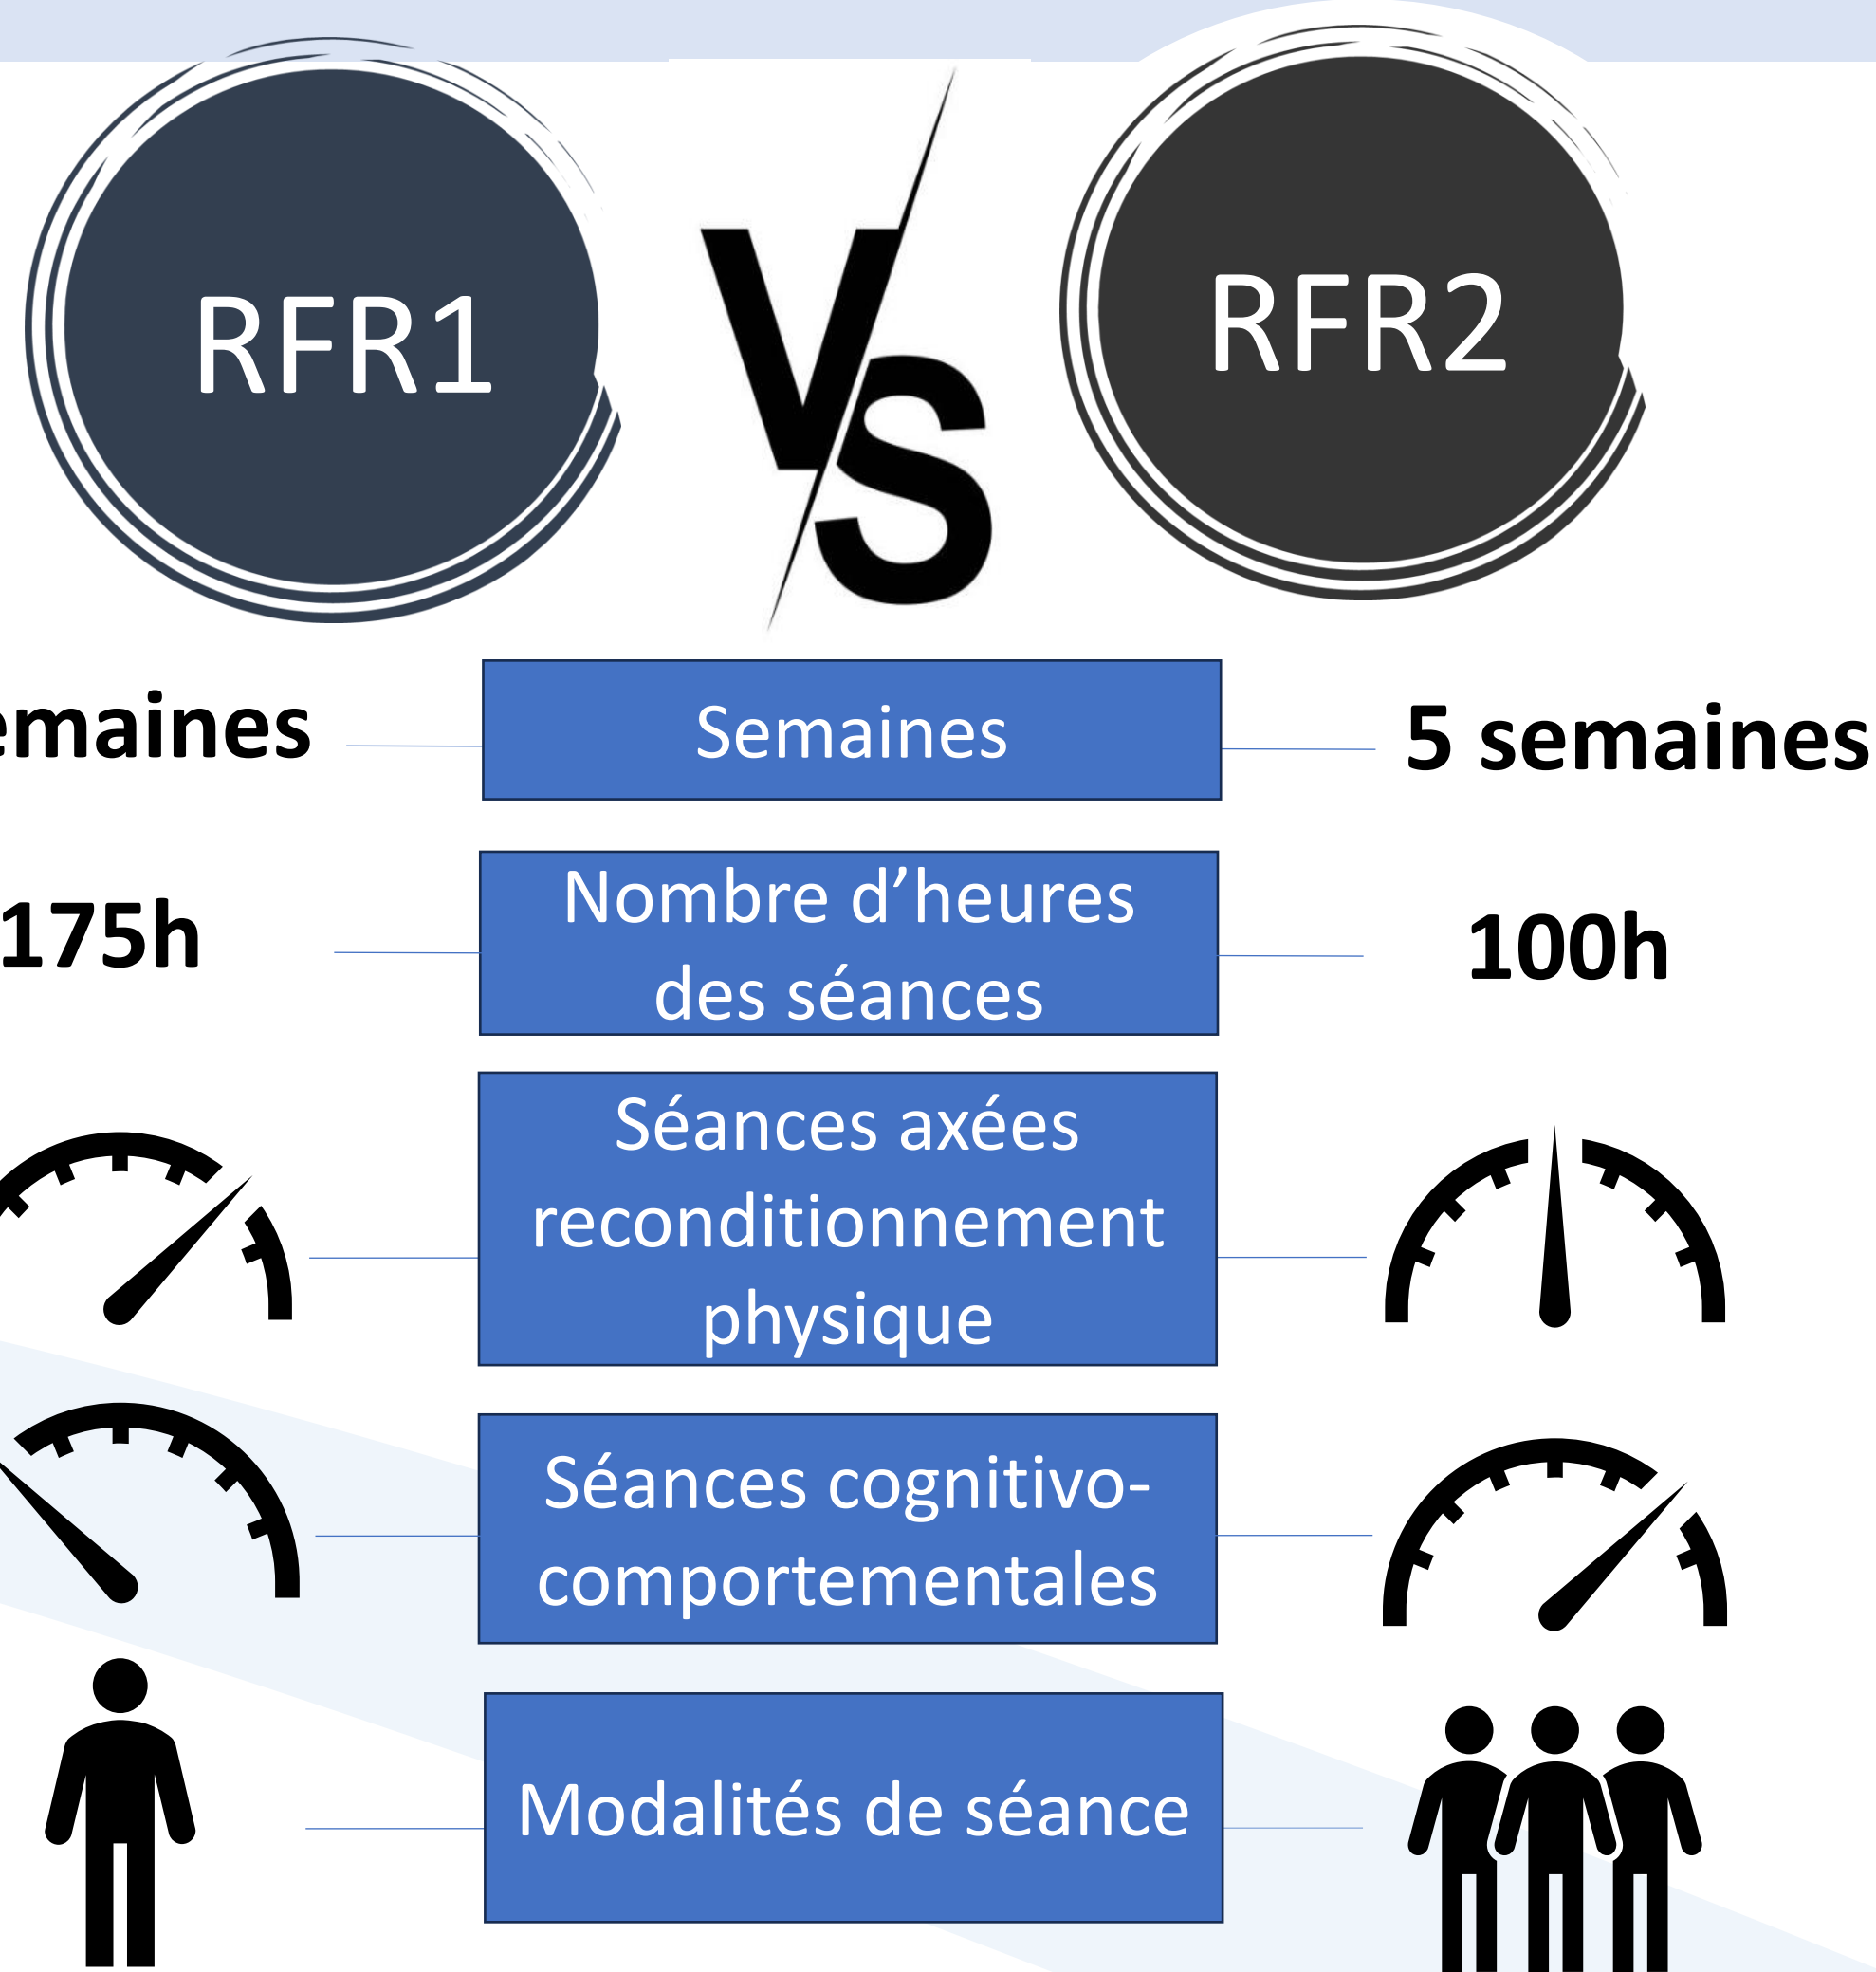 RFR1
VS
RFR2
emaines
Semaines
5 semaines
175h
Nombre d’heures
des séances
100h
Séances axées
reconditionnement
physique
Séances cognitivo-
comportementales
Modalités de séance